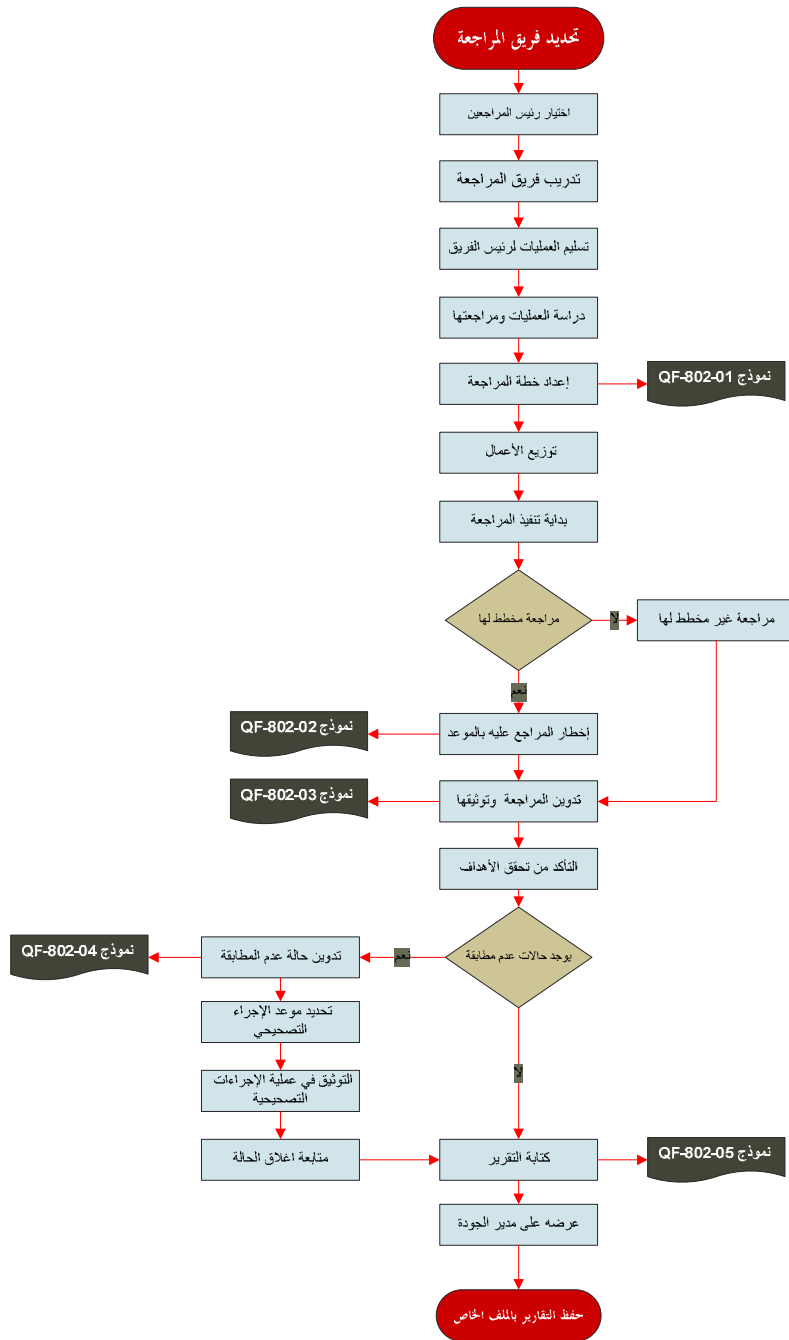 تحديد فريق المراجعة
اختيار رئيس المراجعين
تدريب فريق المراجعة
تسليم العمليات لرئيس الفريق
دراسة العمليات ومراجعتها
إعداد خطة المراجعة
نموذج QF-802-01
توزيع الأعمال
بداية تنفيذ المراجعة
مراجعة مخطط لها
لا
مراجعة غير مخطط لها
نعم
إخطار المراجع عليه بالموعد
نموذج QF-802-02
تدوين المراجعة وتوثيقها
نموذج QF-802-03
التأكد من تحقق الأهداف
يوجد حالات عدم مطابقة
نعم
تدوين حالة عدم المطابقة
نموذج QF-802-04
تحديد موعد الإجراء
التصحيحي
التوثيق في عملية الإجراءات
التصحيحية
لا
متابعة اغلاق الحالة
كتابة التقرير
نموذج QF-802-05
عرضه على مدير الجودة
حفظ التقارير بالملف الخاص